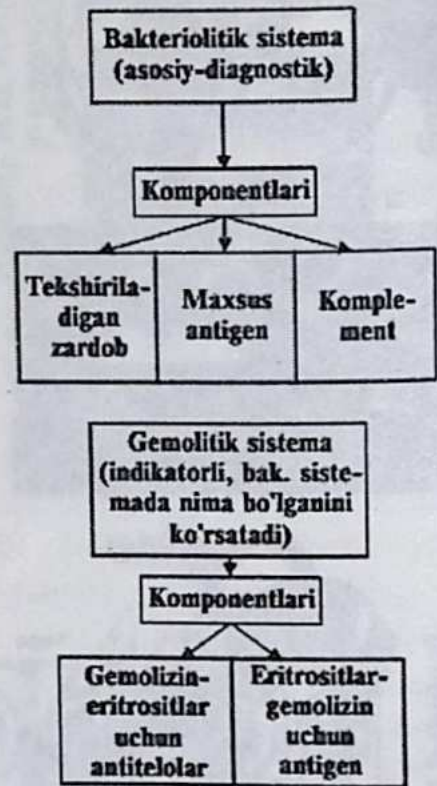 Bakteriolitik sistema
(asosiy-diagnostik)
Komponentlari
Tekshirila-
digan
zardob
Maxsus
antigen
Komple-
ment
Gemolitik sistema
(indikatorli, bak. siste-
mada nima bo'lganini
ko'rsatadi)
Komponentlari
Gemolizin-
eritrositlar
uchun
antitelolar
Eritrositlar-
gemolizin
uchun
antigen